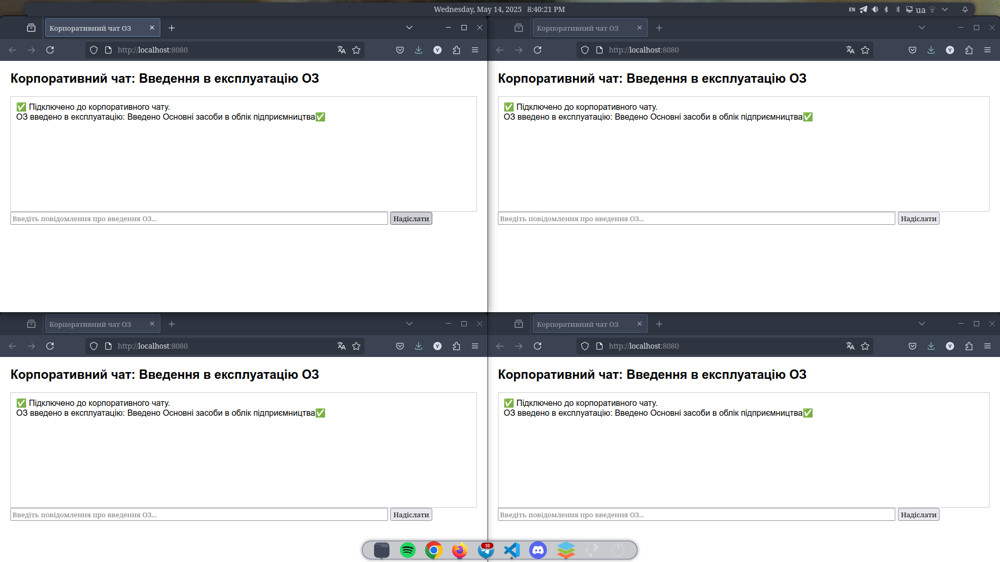 Wednesday, May 14, 2025 8:40:21 PM
EN
ua
Корпоративний чат ОЗ
http://localhost:8080
Корпоративний чат: Введення в експлуатацію ОЗ
✅ Підключено до корпоративного чату.
ОЗ введено в експлуатацію: Введено Основні засоби в облік підприємництва✅
Введіть повідомлення про введення ОЗ...
Надіслати
Корпоративний чат ОЗ
http://localhost:8080
Корпоративний чат: Введення в експлуатацію ОЗ
✅ Підключено до корпоративного чату.
ОЗ введено в експлуатацію: Введено Основні засоби в облік підприємництва✅
Введіть повідомлення про введення ОЗ...
Надіслати
Корпоративний чат ОЗ
http://localhost:8080
Корпоративний чат: Введення в експлуатацію ОЗ
✅ Підключено до корпоративного чату.
ОЗ введено в експлуатацію: Введено Основні засоби в облік підприємництва✅
Введіть повідомлення про введення ОЗ...
Надіслати
Корпоративний чат ОЗ
http://localhost:8080
Корпоративний чат: Введення в експлуатацію ОЗ
✅ Підключено до корпоративного чату.
ОЗ введено в експлуатацію: Введено Основні засоби в облік підприємництва✅
Введіть повідомлення про введення ОЗ...
Надіслати
10